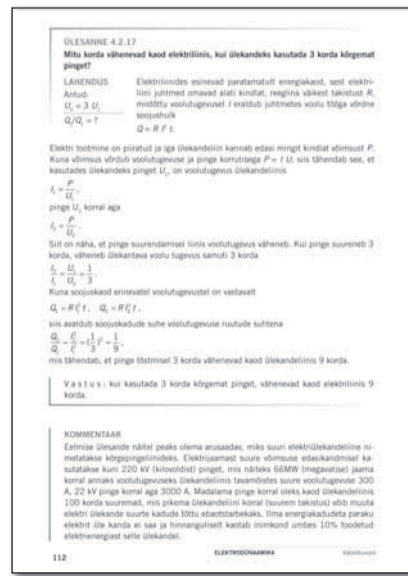 ÜLESANNE 4.2.17
Mitu korda vähenevad kaod elektriliinis, kui ülekandeks kasutada 3 korda kõrgemat
pinget?
LAHENDUS
Antud:
U₂ = 3 U₁
Q₂/Q₁ = ?
Elektriliinides esinevad paratamatult energiakaod, sest elektri-
liini juhtmed omavad alati kindlat, reeglina väikest takistust R,
mistõttu voolutugevusel I eraldub juhtmetes voolu tööga võrdne
soojushulk
Q = R I² t.
Elektri tootmine on piiratud ja iga ülekandeliin kannab edasi mingit kindlat võimsust P.
Kuna võimsus võrdub voolutugevuse ja pinge korrutisega P = I U, siis tähendab see, et
kasutades ülekandeks pinget U₁, on voolutugevus ülekandeliinis
I₁ = P / U₁ ,
pinge U₂ korral aga
I₂ = P / U₂ .
Siit on näha, et pinge suurendamisel liinis voolutugevus väheneb. Kui pinge suureneb 3
korda, väheneb ülekantava voolu tugevus samuti 3 korda
I₂ / I₁ = U₁ / U₂ = 1 / 3 .
Kuna soojuskaod erinevatel voolutugevustel on vastavalt
Q₁ = R I₁² t , Q₂ = R I₂² t ,
siis avaldub soojuskadude suhe voolutugevuse ruutude suhtena
Q₂ / Q₁ = I₂² / I₁² = (1/3)² = 1/9 ,
mis tähendab, et pinge tõstmisel 3 korda vähenevad kaod ülekandeliinis 9 korda.
Vastus: kui kasutada 3 korda kõrgemat pinget, vähenevad kaod elektriliinis 9
korda.
KOMMENTAAR
Eelmise ülesande näitel peaks olema arusaadav, miks suuri elektriülekandeliine ni-
metatakse kõrgepingeliinideks. Elektrijaamast suure võimsuse edasikandmisel ka-
sutatakse kuni 220 kV (kilovoldist) pinget, mis näiteks 66MW (megavatise) jaama
korral annaks voolutugevuseks ülekandeliinis tavamõistes suure voolutugevuse 300
A, 22 kV pinge korral aga 3000 A. Madalama pinge korral oleks kaod ülekandeliinis
100 korda suuremad, mis pikema ülekandeliini korral (suurem takistus) võib muuta
elektri ülekande suurte kadude tõttu ebaotstarbekaks. Ilma energiakadudeta paraku
elektrit üle kanda ei saa ja hinnanguliselt kaotab inimkond umbes 10% toodetud
elektrienergiast selle ülekandel.
112
ELEKTRODÜNAAMIKA